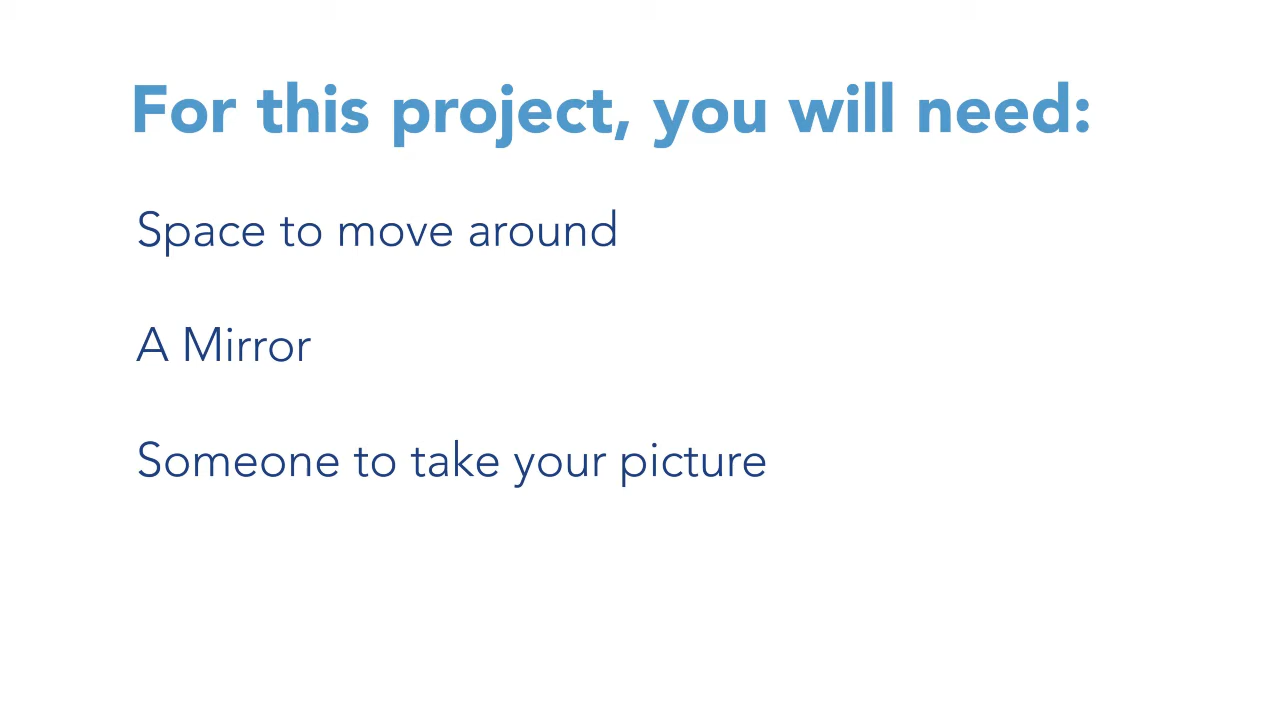 For this project, you will need:
Space to move around
A Mirror
Someone to take your picture